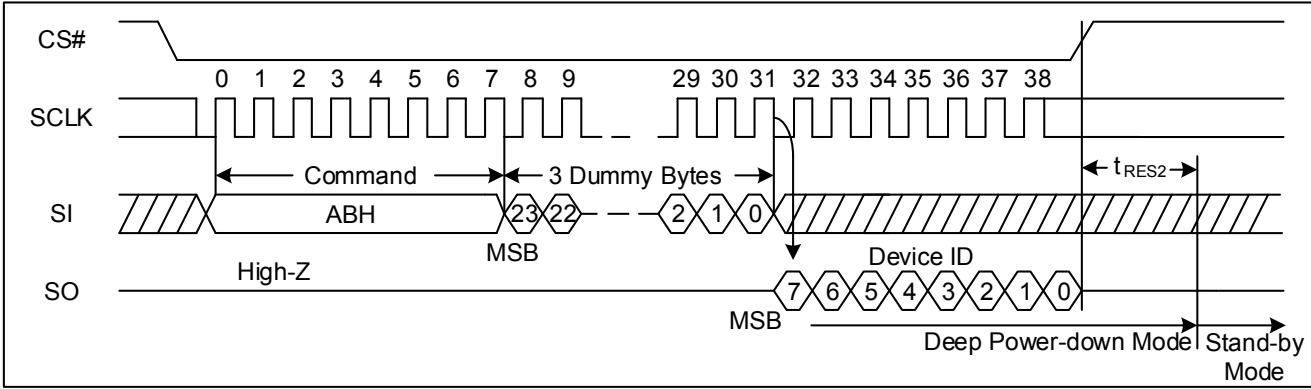 CS#
0 1 2 3 4 5 6 7 8 9 29 30 31 32 33 34 35 36 37 38
SCLK
Command 3 Dummy Bytes tRES2
SI ABH 23 22 2 1 0
MSB
High-Z Device ID
SO 7 6 5 4 3 2 1 0
MSB
Deep Power-down Mode Stand-by
Mode